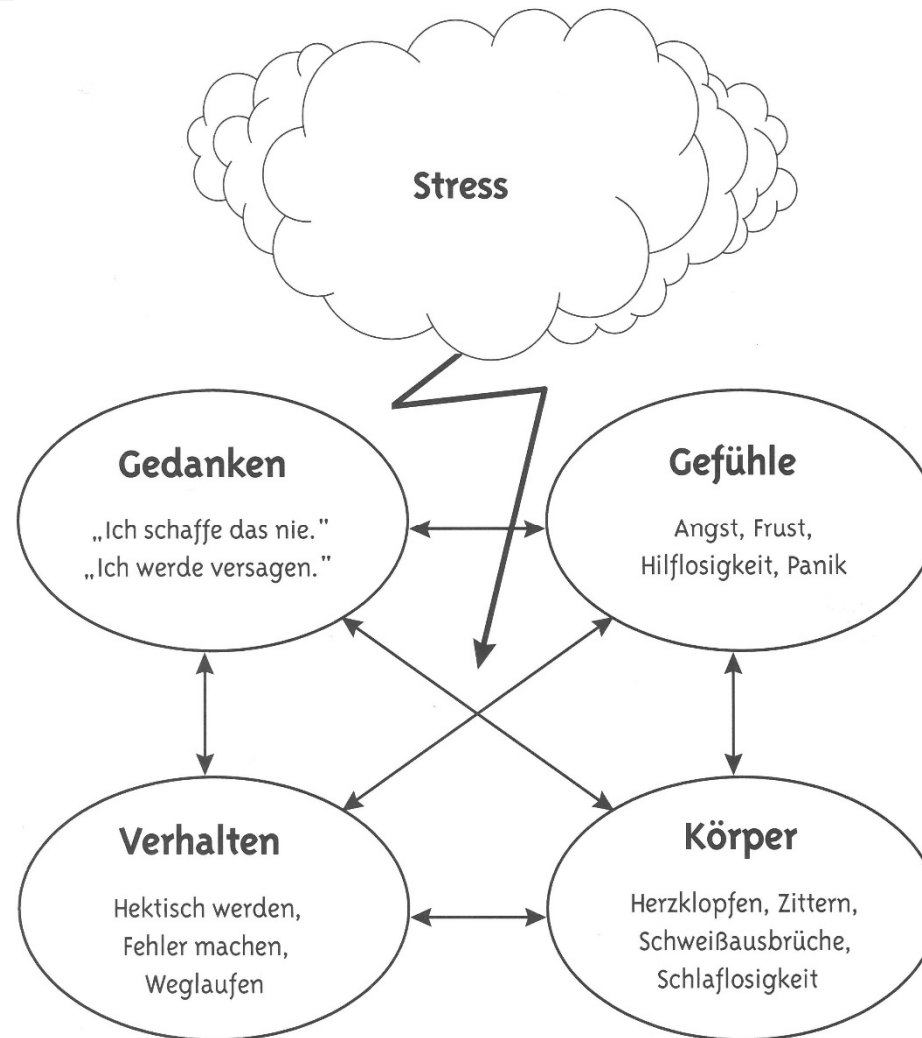 Stress
Gedanken
„Ich schaffe das nie.”
„Ich werde versagen.”
Gefühle
Angst, Frust,
Hilflosigkeit, Panik
Verhalten
Hektisch werden,
Fehler machen,
Weglaufen
Körper
Herzklopfen, Zittern,
Schweißausbrüche,
Schlaflosigkeit